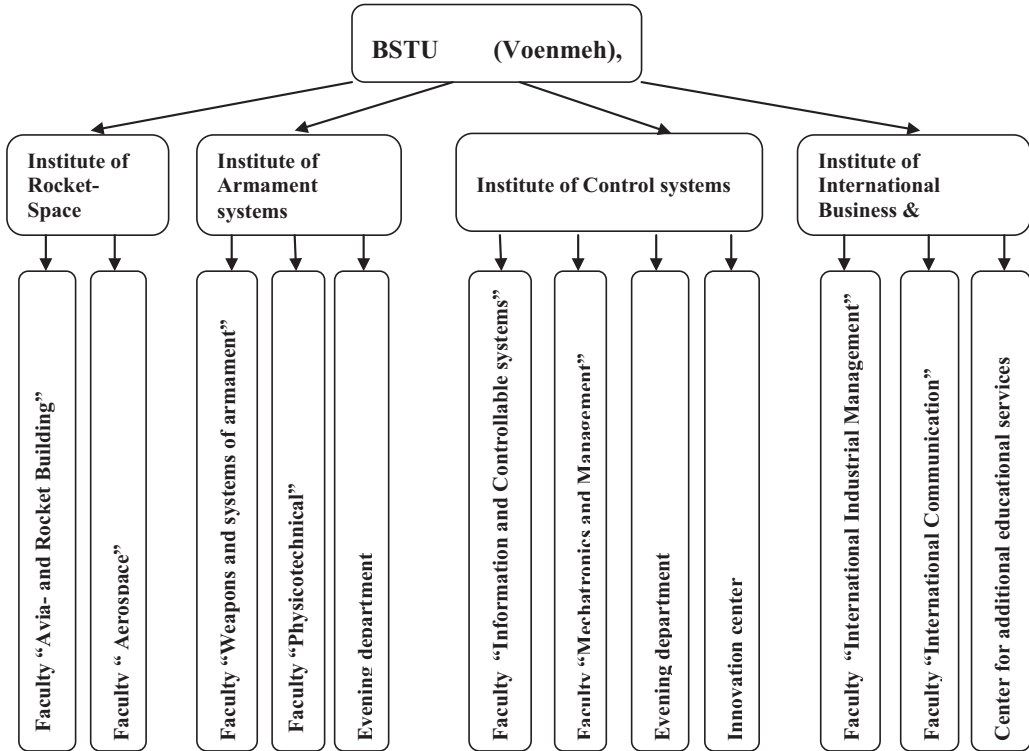 BSTU (Voenmeh),
Institute of
Rocket-
Space
Institute of
Armament
systems
Institute of Control systems
Institute of
International
Business &
Faculty “Avia- and Rocket Building”
Faculty “ Aerospace”
Faculty “Weapons and systems of armament”
Faculty “Physicotechnical”
Evening department
Faculty “Information and Controllable systems”
Faculty “Mechatronics and Management”
Evening department
Innovation center
Faculty “International Industrial Management”
Faculty “International Communication”
Center for additional educational services